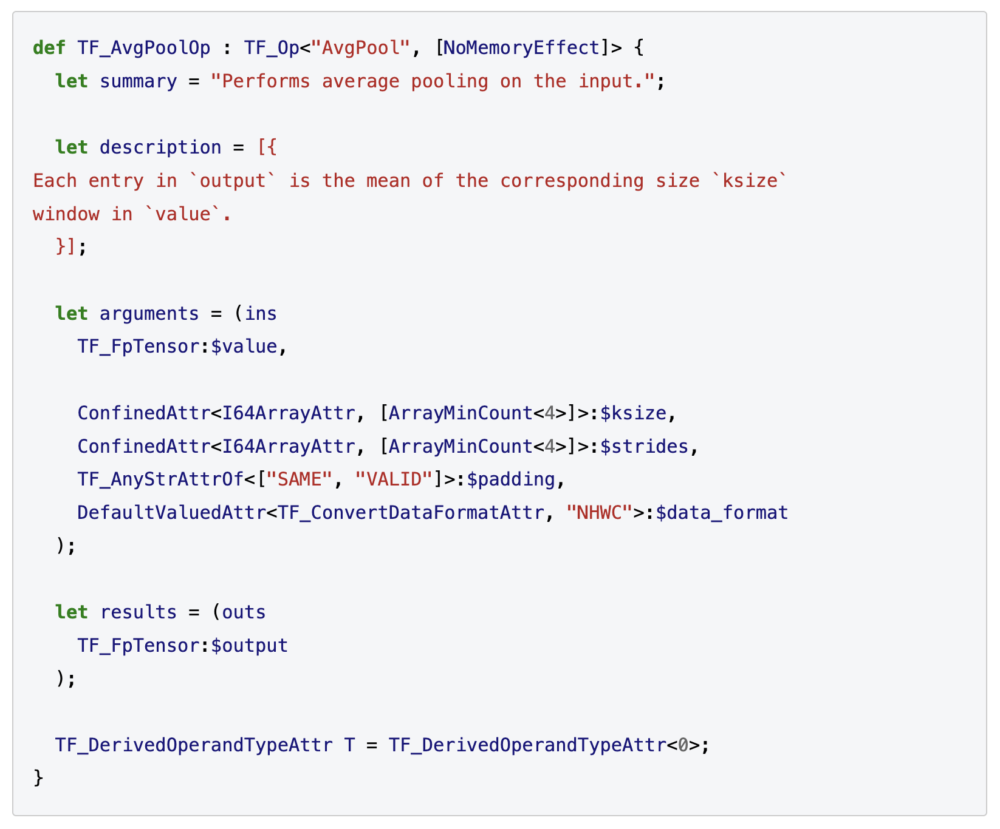 def TF_AvgPoolOp : TF_Op<"AvgPool", [NoMemoryEffect]> {
  let summary = "Performs average pooling on the input.";

  let description = [{
Each entry in `output` is the mean of the corresponding size `ksize`
window in `value`.
  }];

  let arguments = (ins
    TF_FpTensor:$value,

    ConfinedAttr<I64ArrayAttr, [ArrayMinCount<4>]>:$ksize,
    ConfinedAttr<I64ArrayAttr, [ArrayMinCount<4>]>:$strides,
    TF_AnyStrAttrOf<["SAME", "VALID"]>:$padding,
    DefaultValuedAttr<TF_ConvertDataFormatAttr, "NHWC">:$data_format
  );

  let results = (outs
    TF_FpTensor:$output
  );

  TF_DerivedOperandTypeAttr T = TF_DerivedOperandTypeAttr<0>;
}